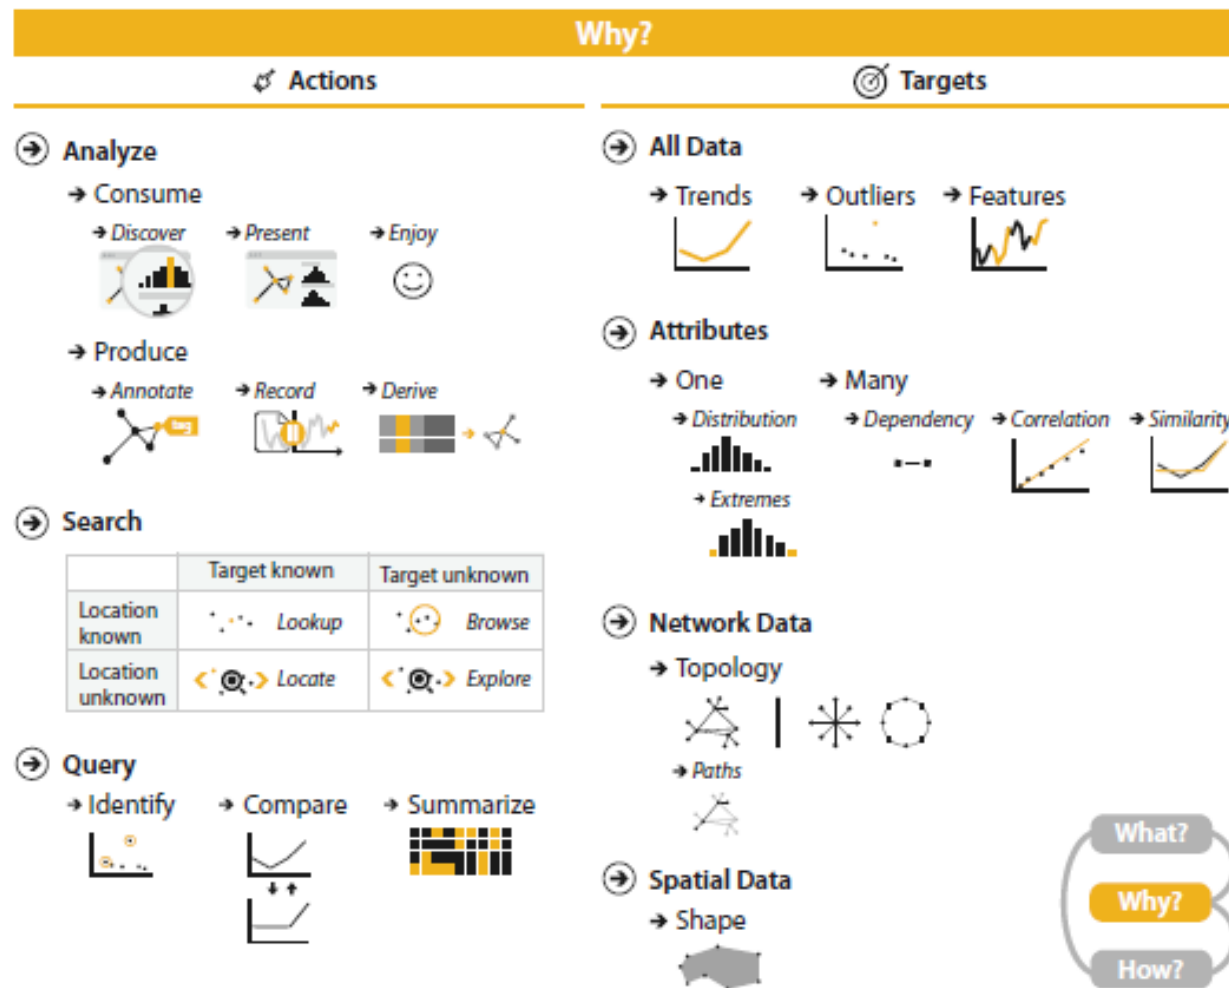 Why?
Actions
Analyze
Consume
Discover Present Enjoy
Produce
Annotate Record Derive
tag
Search
Target known Target unknown
Location known Lookup Browse
Location unknown Locate Explore
Query
Identify Compare Summarize
Targets
All Data
Trends Outliers Features
Attributes
One Many
Distribution Dependency Correlation Similarity
Extremes
Network Data
Topology
Paths
Spatial Data
Shape
What?
Why?
How?